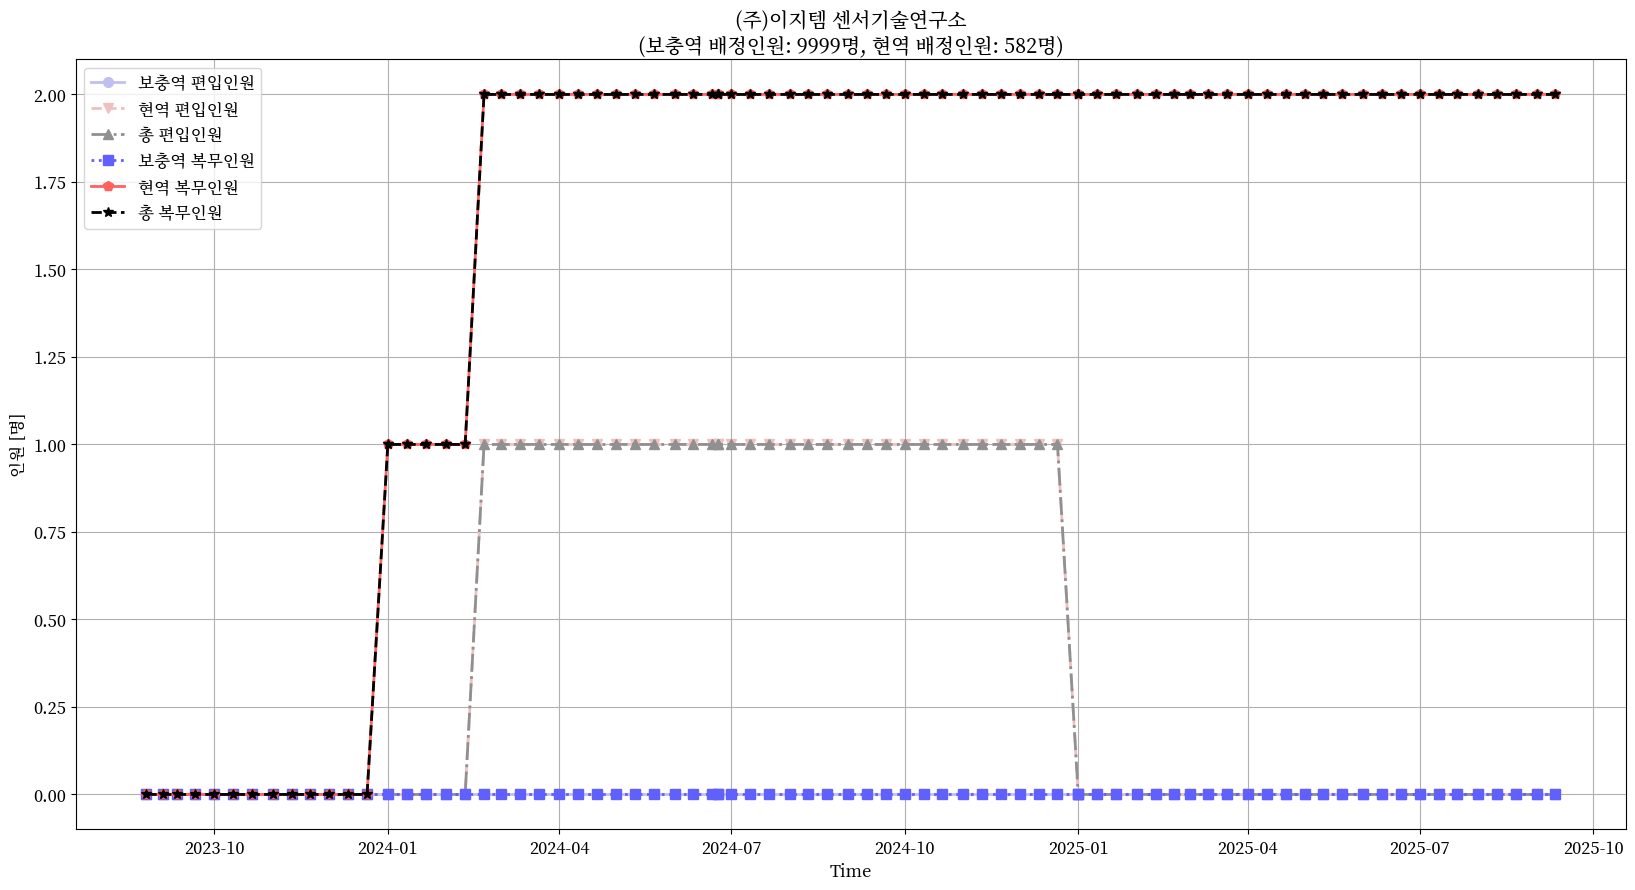 (주)이지템 센서기술연구소
(보충역 배정인원: 9999명, 현역 배정인원: 582명)
보충역 편입인원
현역 편입인원
총 편입인원
보충역 복무인원
현역 복무인원
총 복무인원
2.00
1.75
1.50
1.25
1.00
0.75
0.50
0.25
0.00
인원 [명]
2023-10 2024-01 2024-04 2024-07 2024-10 2025-01 2025-04 2025-07 2025-10
Time